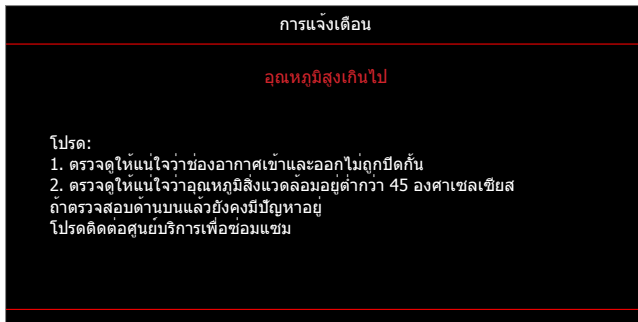 การแจ้งเตือน
อุณหภูมิสูงเกินไป
โปรด:
1. ตรวจดูให้แน่ใจว่าช่องอากาศเข้าและออกไม่ถูกปิดกั้น
2. ตรวจดูให้แน่ใจว่าอุณหภูมิสิ่งแวดล้อมอยู่ต่ำกว่า 45 องศาเซลเซียส
ถ้าตรวจสอบด้านบนแล้วยังคงมีปัญหาอยู่
โปรดติดต่อศูนย์บริการเพื่อซ่อมแซม